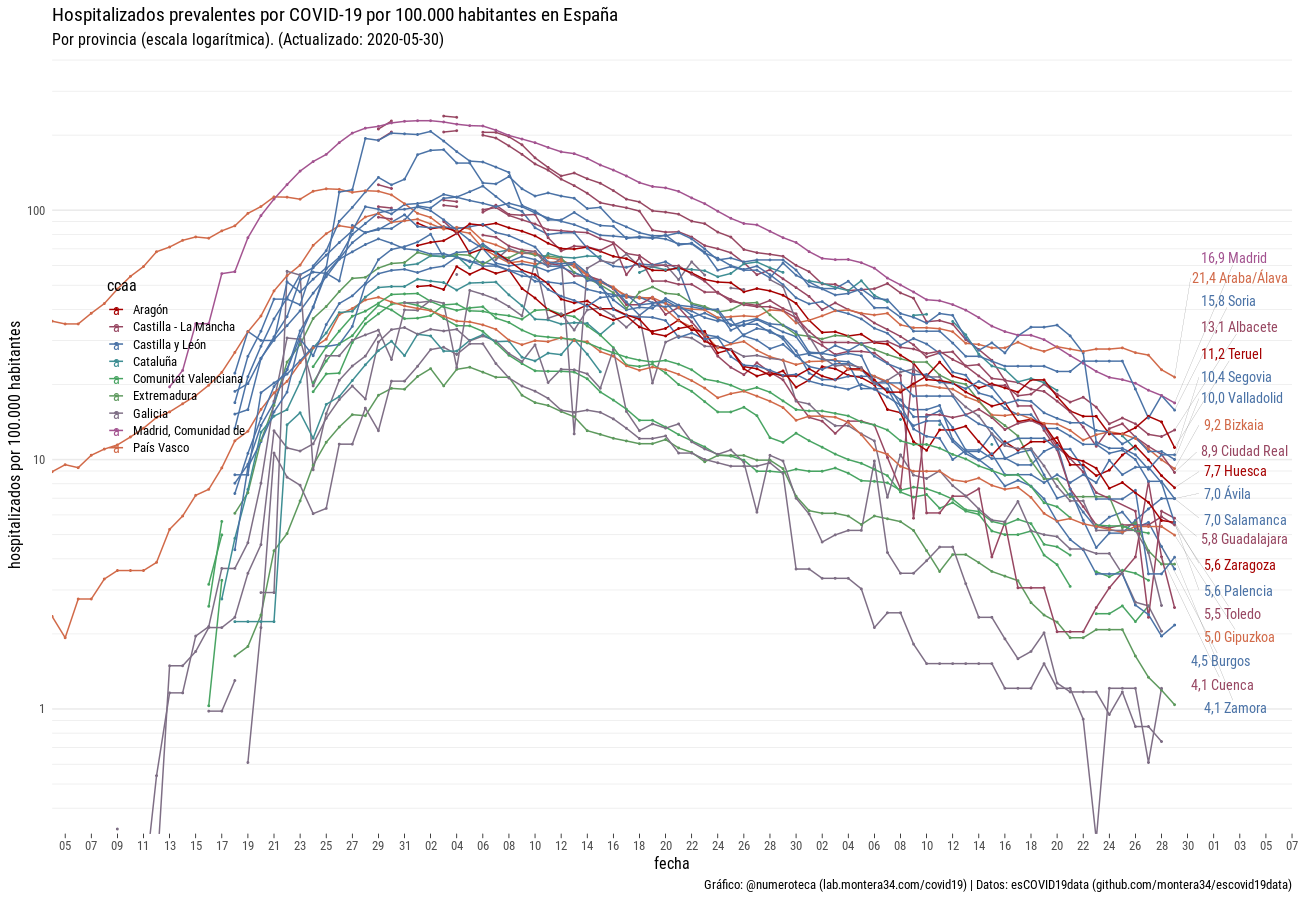 Hospitalizados prevalentes por COVID-19 por 100.000 habitantes en España
Por provincia (escala logarítmica). (Actualizado: 2020-05-30)
hospitalizados por 100.000 habitantes
100
10
1
ccaa
Aragón
Castilla - La Mancha
Castilla y León
Cataluña
Comunitat Valenciana
Extremadura
Galicia
Madrid, Comunidad de
País Vasco
16,9 Madrid
21,4 Araba/Álava
15,8 Soria
13,1 Albacete
11,2 Teruel
10,4 Segovia
10,0 Valladolid
9,2 Bizkaia
8,9 Ciudad Real
7,7 Huesca
7,0 Ávila
7,0 Salamanca
5,8 Guadalajara
5,6 Zaragoza
5,6 Palencia
5,5 Toledo
5,0 Gipuzkoa
4,5 Burgos
4,1 Cuenca
4,1 Zamora
05 07 09 11 13 15 17 19 21 23 25 27 29 31 02 04 06 08 10 12 14 16 18 20 22 24 26 28 30 02 04 06 08 10 12 14 16 18 20 22 24 26 28 30 01 03 05 07
fecha
Gráfico: @numeroteca (lab.montera34.com/covid19) | Datos: esCOVID19data (github.com/montera34/escovid19data)